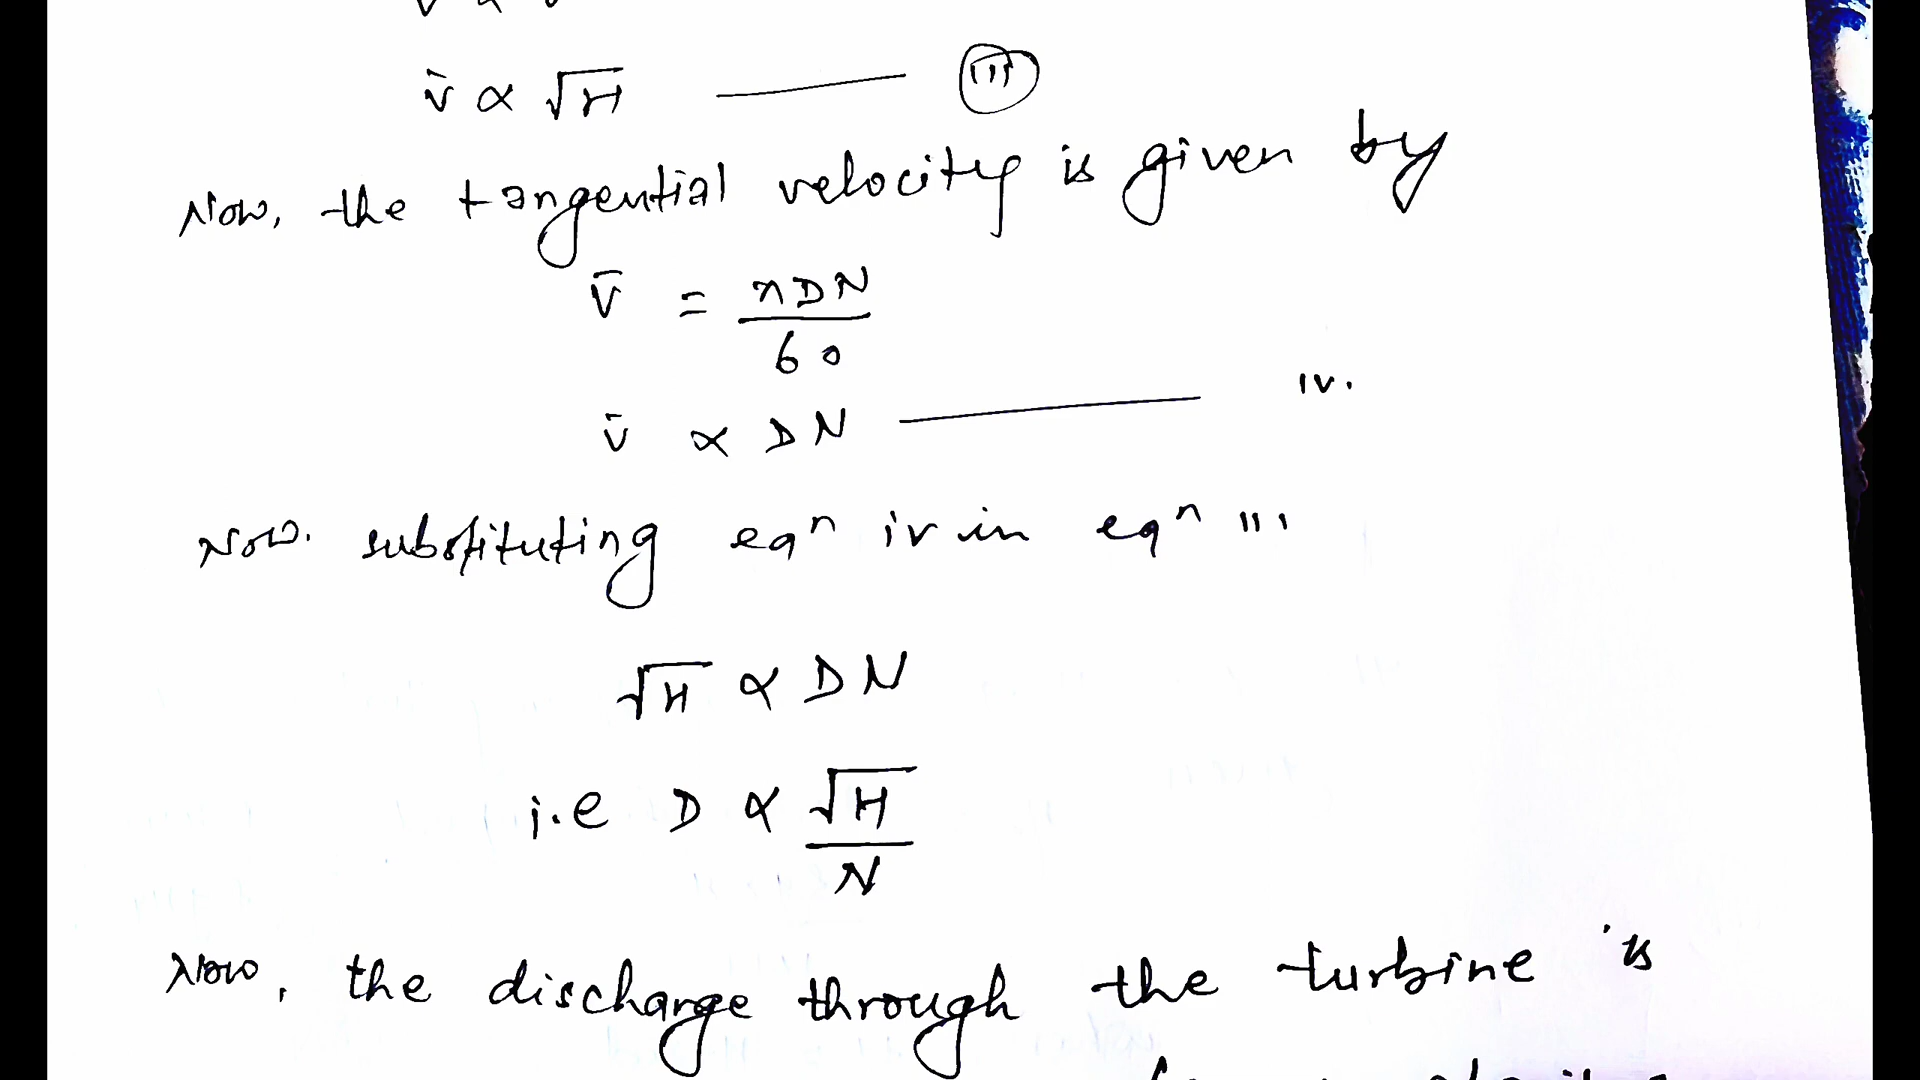 v̄ ∝ √H ——— (III)
Now, the tangential velocity is given by
V̄ = πDN / 60
v̄ ∝ DN ——— iv.
Now. substituting eqⁿ iv in eqⁿ III
√H ∝ DN
i.e D ∝ √H / N
Now, the discharge through the turbine is